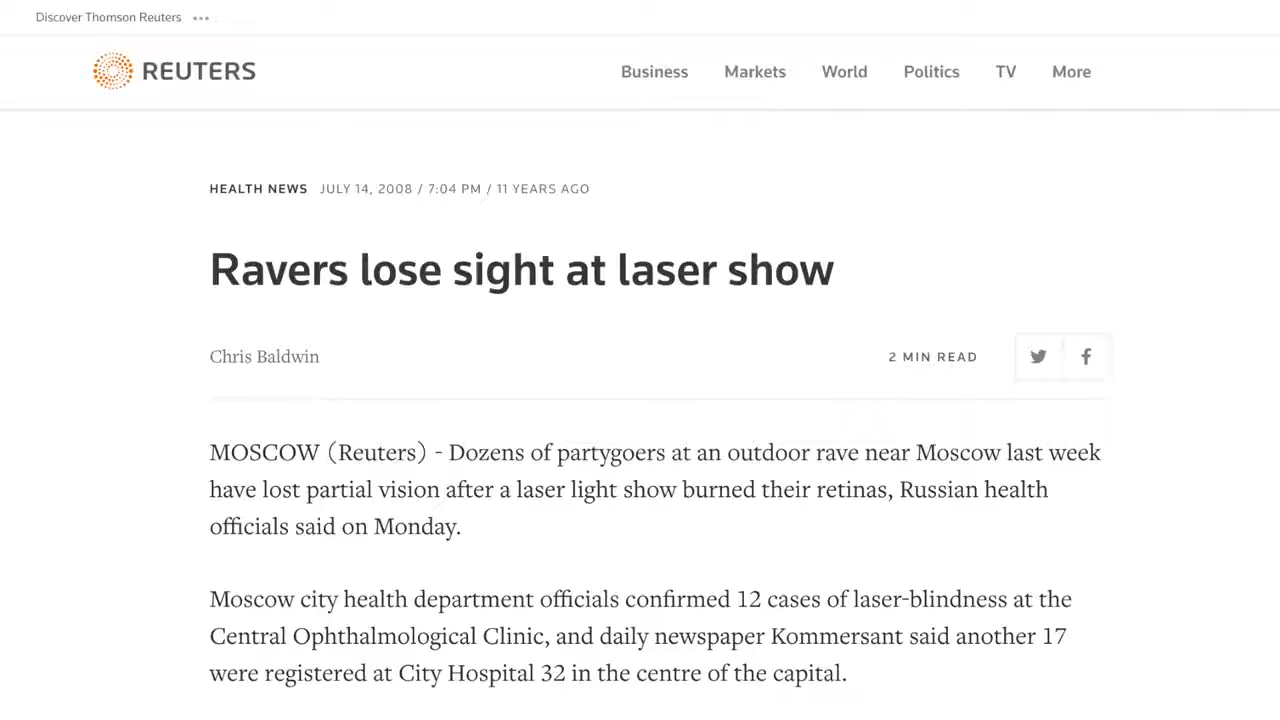 Discover Thomson Reuters •••
REUTERS
Business Markets World Politics TV More
HEALTH NEWS JULY 14, 2008 / 7:04 PM / 11 YEARS AGO
Ravers lose sight at laser show
Chris Baldwin
2 MIN READ
MOSCOW (Reuters) - Dozens of partygoers at an outdoor rave near Moscow last week
have lost partial vision after a laser light show burned their retinas, Russian health
officials said on Monday.
Moscow city health department officials confirmed 12 cases of laser-blindness at the
Central Ophthalmological Clinic, and daily newspaper Kommersant said another 17
were registered at City Hospital 32 in the centre of the capital.